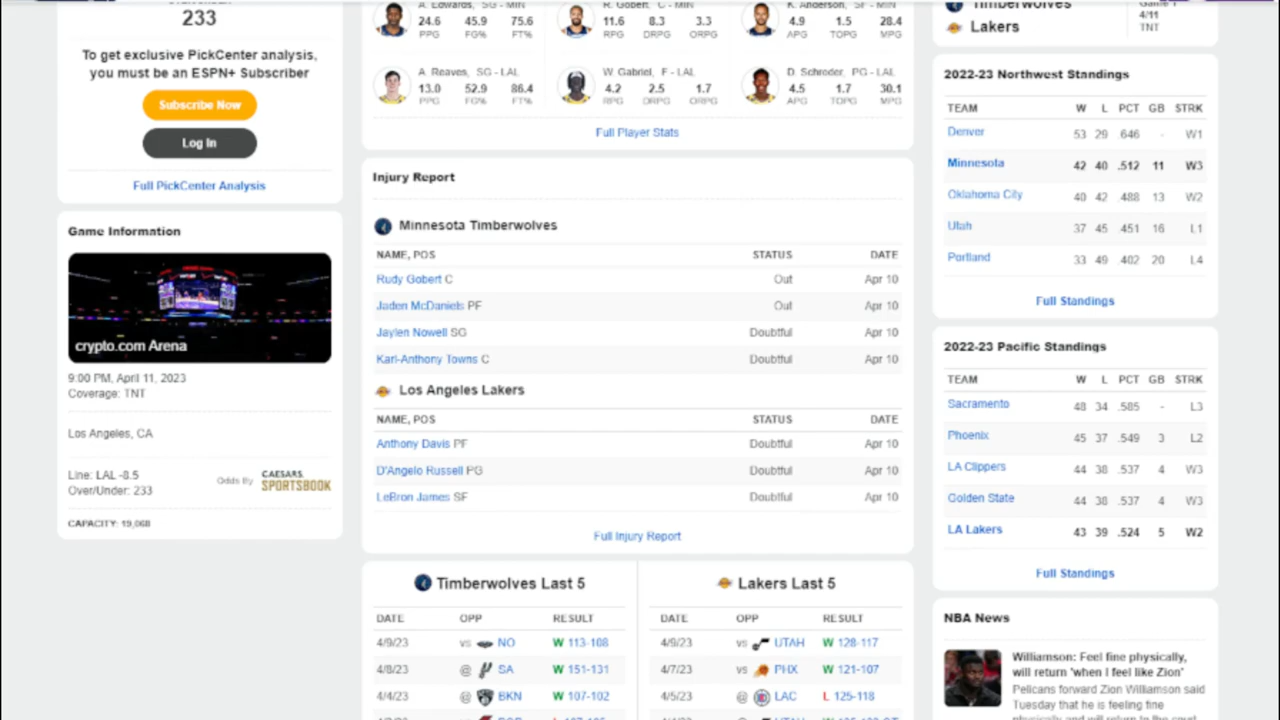 233
To get exclusive PickCenter analysis,
you must be an ESPN+ Subscriber
Subscribe Now
Log In
Full PickCenter Analysis
Game Information
crypto.com Arena
9:00 PM, April 11, 2023
Coverage: TNT
Los Angeles, CA
Line: LAL -8.5
Over/Under: 233
Odds By CAESARS SPORTSBOOK
CAPACITY: 19,068
A. Edwards, SG - MIN
24.6 45.9 75.6
PPG FG% FT%
R. Gobert, C - MIN
11.6 8.3 3.3
RPG DRPG ORPG
K. Anderson, SF - MIN
4.9 1.5 28.4
APG TOPG MPG
A. Reaves, SG - LAL
13.0 52.9 86.4
PPG FG% FT%
W. Gabriel, F - LAL
4.2 2.5 1.7
RPG DRPG ORPG
D. Schroder, PG - LAL
4.5 1.7 30.1
APG TOPG MPG
Full Player Stats
Injury Report
Minnesota Timberwolves
NAME, POS STATUS DATE
Rudy Gobert C Out Apr 10
Jaden McDaniels PF Out Apr 10
Jaylen Nowell SG Doubtful Apr 10
Karl-Anthony Towns C Doubtful Apr 10
Los Angeles Lakers
NAME, POS STATUS DATE
Anthony Davis PF Doubtful Apr 10
D'Angelo Russell PG Doubtful Apr 10
LeBron James SF Doubtful Apr 10
Full Injury Report
Timberwolves Last 5
DATE OPP RESULT
4/9/23 vs NO W 113-108
4/8/23 @ SA W 151-131
4/4/23 @ BKN W 107-102
Lakers Last 5
DATE OPP RESULT
4/9/23 vs UTAH W 128-117
4/7/23 vs PHX W 121-107
4/5/23 @ LAC L 125-118
Timberwolves
Lakers
Game 1
4/11
TNT
2022-23 Northwest Standings
TEAM W L PCT GB STRK
Denver 53 29 .646 - W1
Minnesota 42 40 .512 11 W3
Oklahoma City 40 42 .488 13 W2
Utah 37 45 .451 16 L1
Portland 33 49 .402 20 L4
Full Standings
2022-23 Pacific Standings
TEAM W L PCT GB STRK
Sacramento 48 34 .585 - L3
Phoenix 45 37 .549 3 L2
LA Clippers 44 38 .537 4 W3
Golden State 44 38 .537 4 W3
LA Lakers 43 39 .524 5 W2
Full Standings
NBA News
Williamson: Feel fine physically,
will return 'when I feel like Zion'
Pelicans forward Zion Williamson said
Tuesday that he is feeling fine
physically and will return to the court